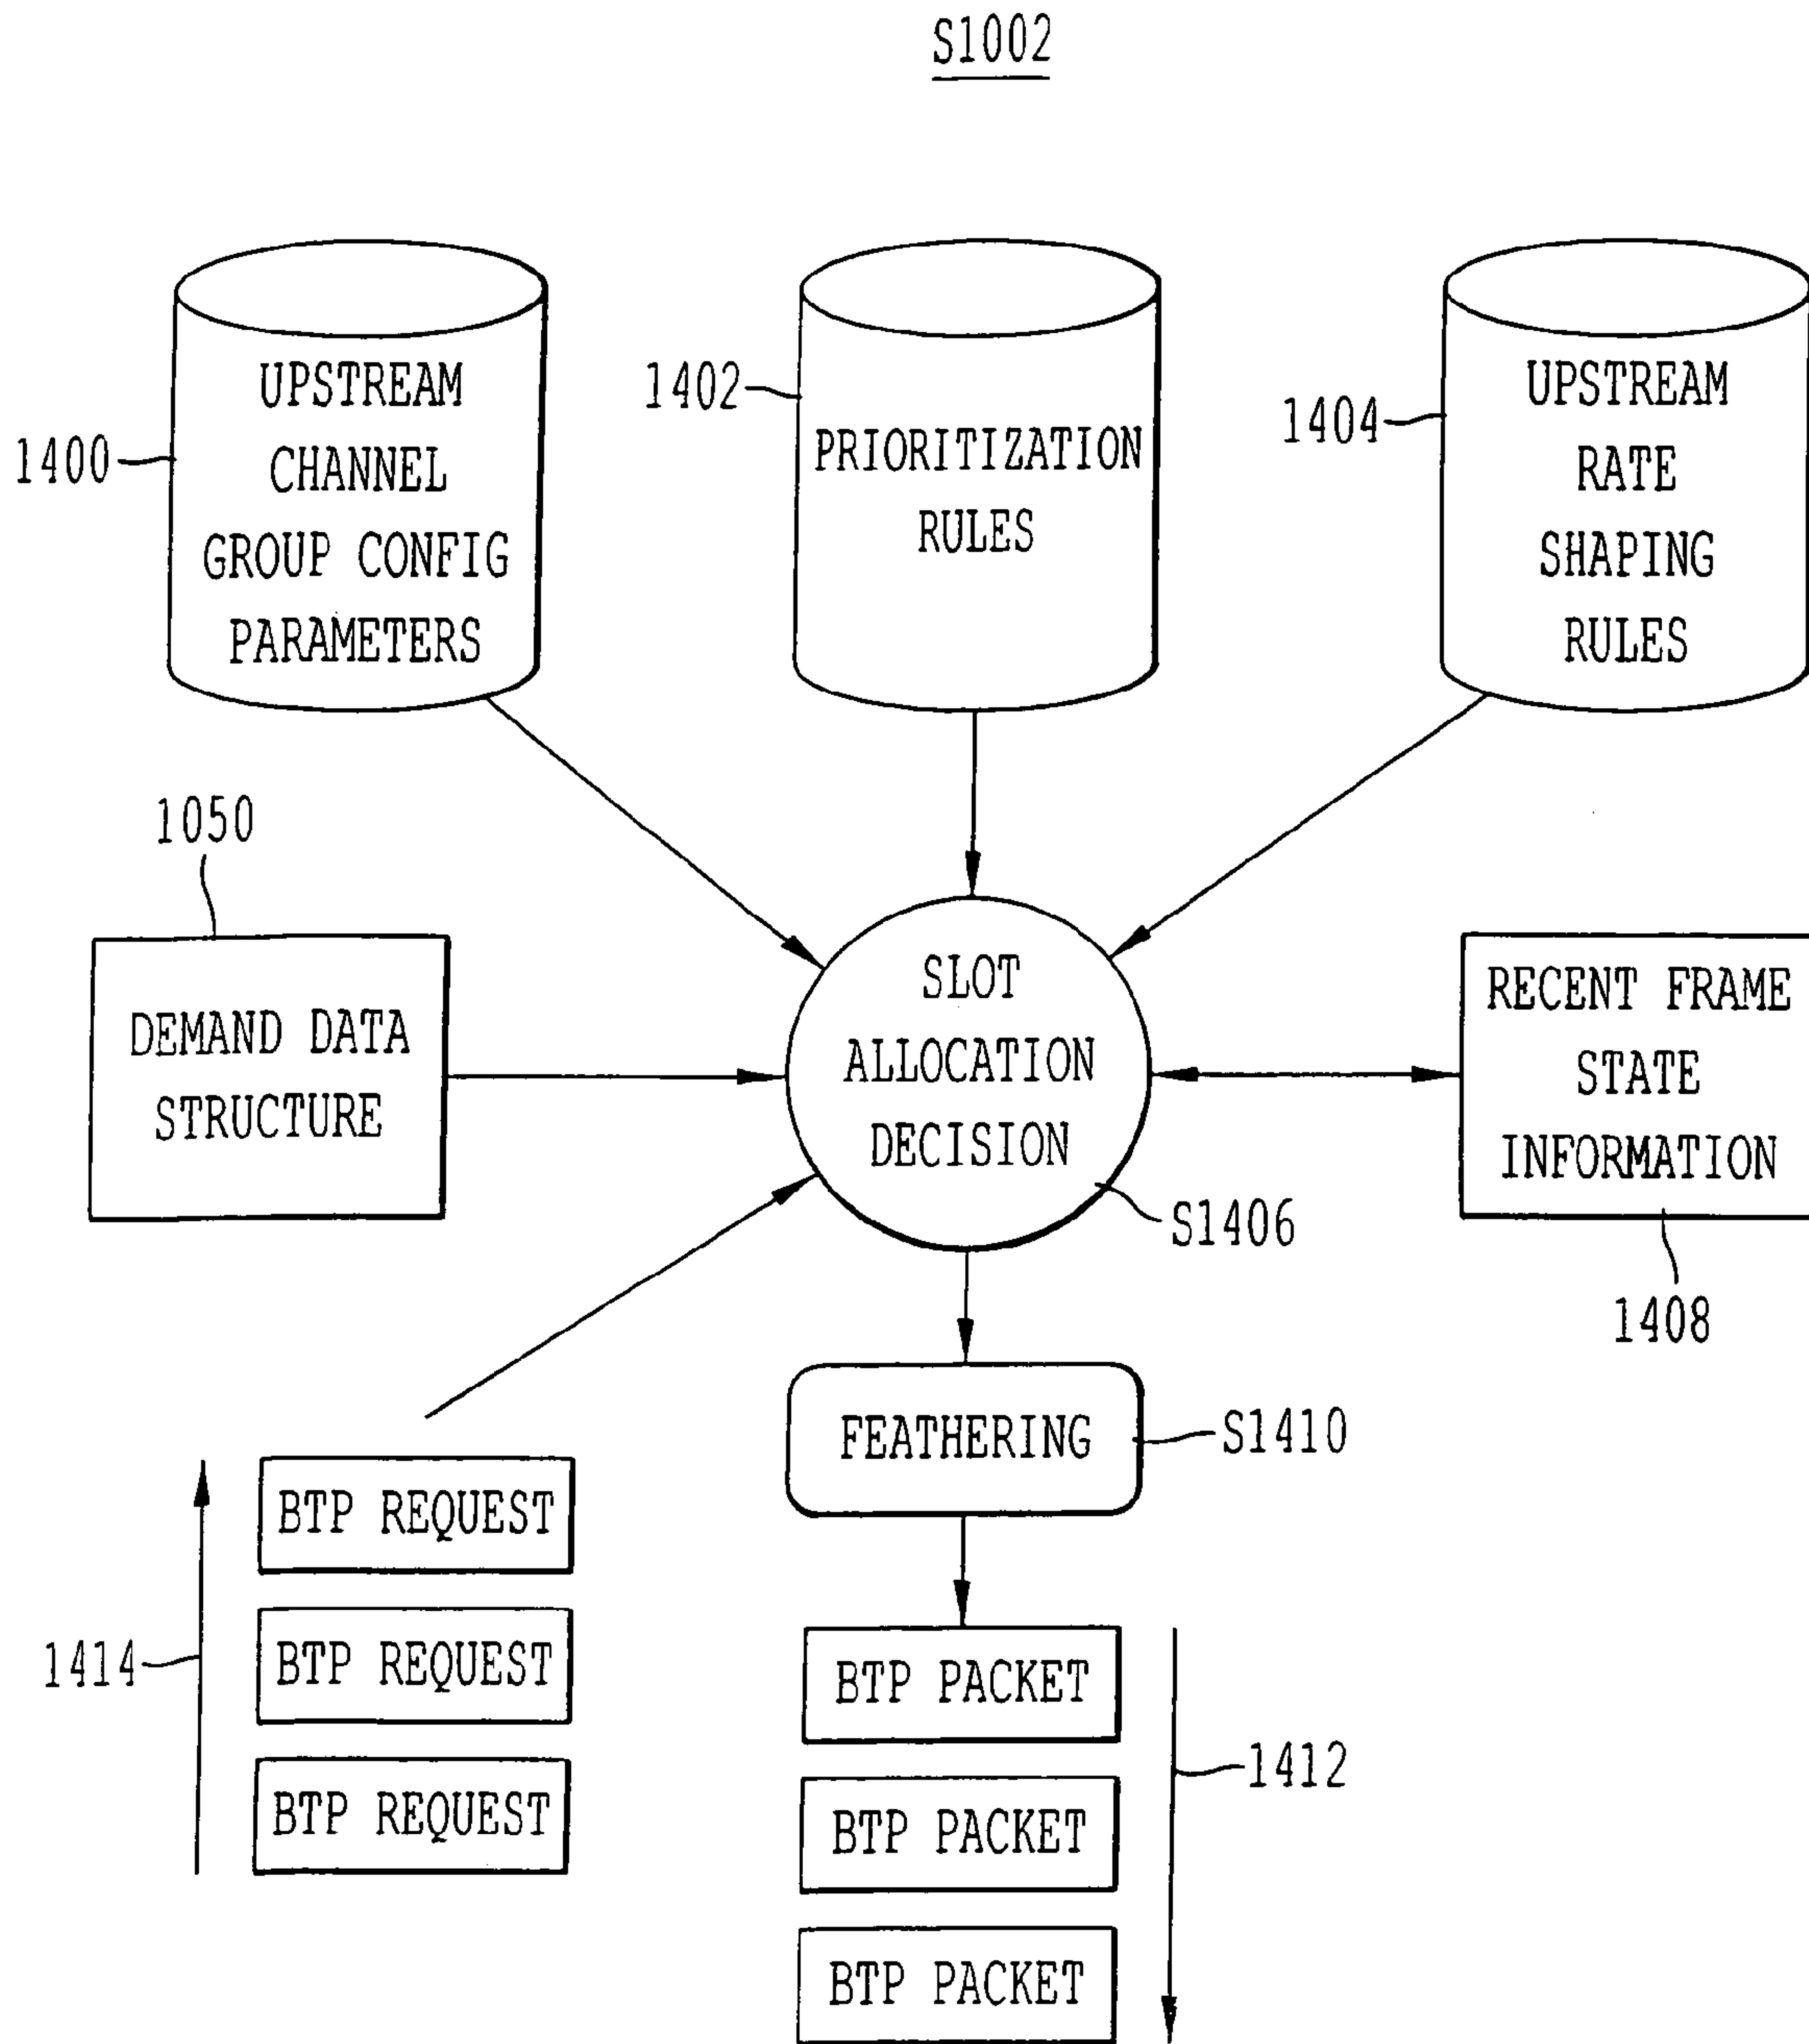 S1002
1400
UPSTREAM
CHANNEL
GROUP CONFIG
PARAMETERS
1402
PRIORITIZATION
RULES
1404
UPSTREAM
RATE
SHAPING
RULES
1050
DEMAND DATA
STRUCTURE
SLOT
ALLOCATION
DECISION
S1406
RECENT FRAME
STATE
INFORMATION
1408
FEATHERING
S1410
1414
BTP REQUEST
BTP REQUEST
BTP REQUEST
BTP PACKET
BTP PACKET
BTP PACKET
1412